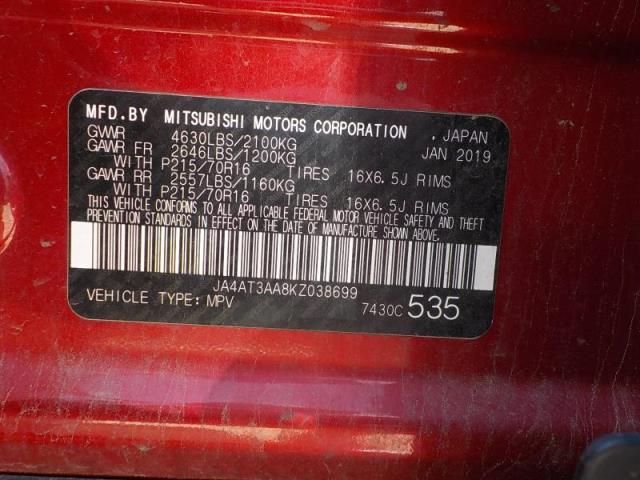 MFD.BY MITSUBISHI MOTORS CORPORATION , JAPAN
GVWR 4630LBS/2100KG JAN 2019
GAWR FR 2646LBS/1200KG
WITH P215/70R16 TIRES 16X6.5J RIMS
GAWR RR 2557LBS/1160KG
WITH P215/70R16 TIRES 16X6.5J RIMS
THIS VEHICLE CONFORMS TO ALL APPLICABLE FEDERAL MOTOR VEHICLE SAFETY AND THEFT
PREVENTION STANDARDS IN EFFECT ON THE DATE OF MANUFACTURE SHOWN ABOVE.
JA4AT3AA8KZ038699
VEHICLE TYPE: MPV 7430C 535